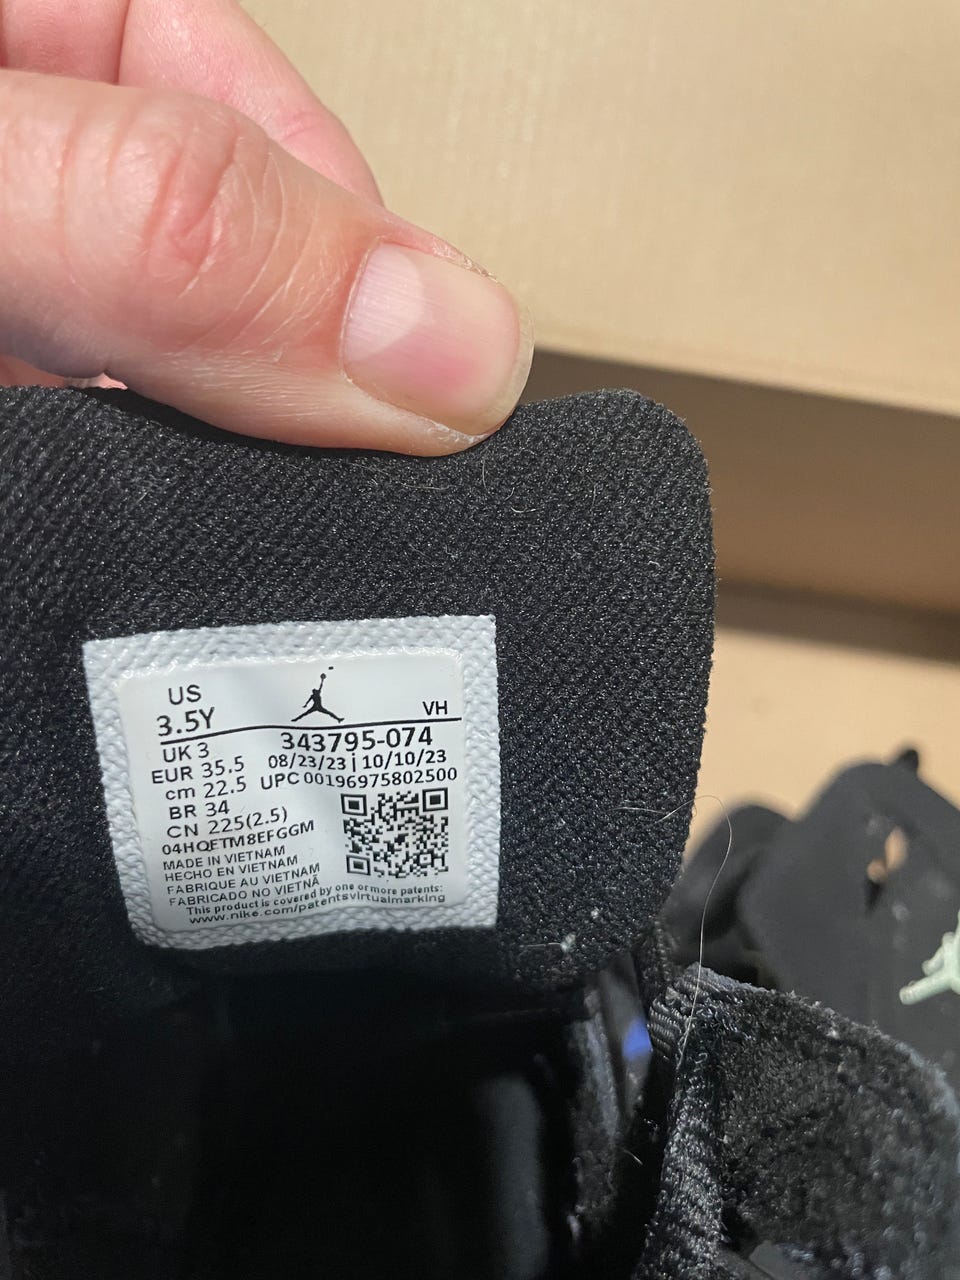 US
3.5Y
VH
UK 3
343795-074
EUR 35.5
08/23/23 | 10/10/23
cm 22.5
UPC 00196975802500
BR 34
CN 225(2.5)
04HQETM8EFGGM
MADE IN VIETNAM
HECHO EN VIETNAM
FABRIQUE AU VIETNAM
FABRICADO NO VIETNÃ
This product is covered by one or more patents:
www.nike.com/patentsvirtualmarking